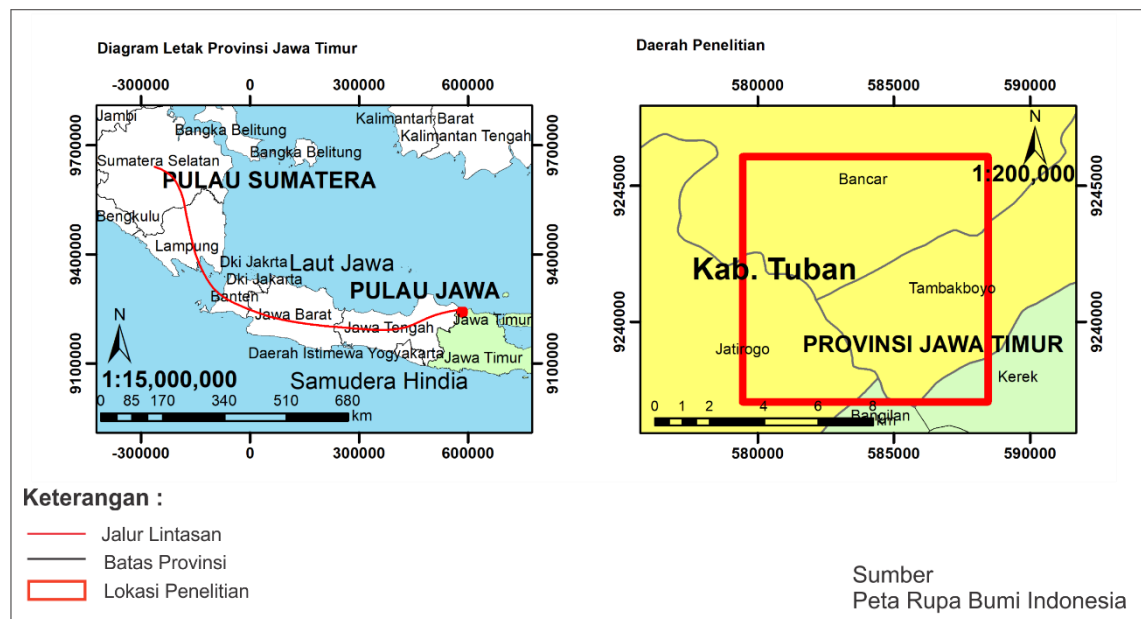 Diagram Letak Provinsi Jawa Timur
-300000 0 300000 600000
Jambi
Bangka Belitung
Kalimantan Barat
Kalimantan Tengah
Bangka Belitung
Sumatera Selatan
PULAU SUMATERA
Bengkulu
Lampung
Dki Jakrta
Laut Jawa
Dki Jakarta
Banten
PULAU JAWA
Jawa Barat
Jawa Tengah
Jawa Timur
Daerah Istimewa Yogyakarta
Jawa Timur
Samudera Hindia
N
1:15,000,000
0 85 170 340 510 680
km
9700000
9400000
9100000
9700000
9400000
9100000
-300000 0 300000 600000
Daerah Penelitian
580000 585000 590000
N
1:200,000
Bancar
Kab. Tuban
Tambakboyo
Jatirogo
PROVINSI JAWA TIMUR
Kerek
Bangilan
0 1 2 4 6 8
km
9245000
9240000
9245000
9240000
580000 585000 590000
Keterangan :
Jalur Lintasan
Batas Provinsi
Lokasi Penelitian
Sumber
Peta Rupa Bumi Indonesia